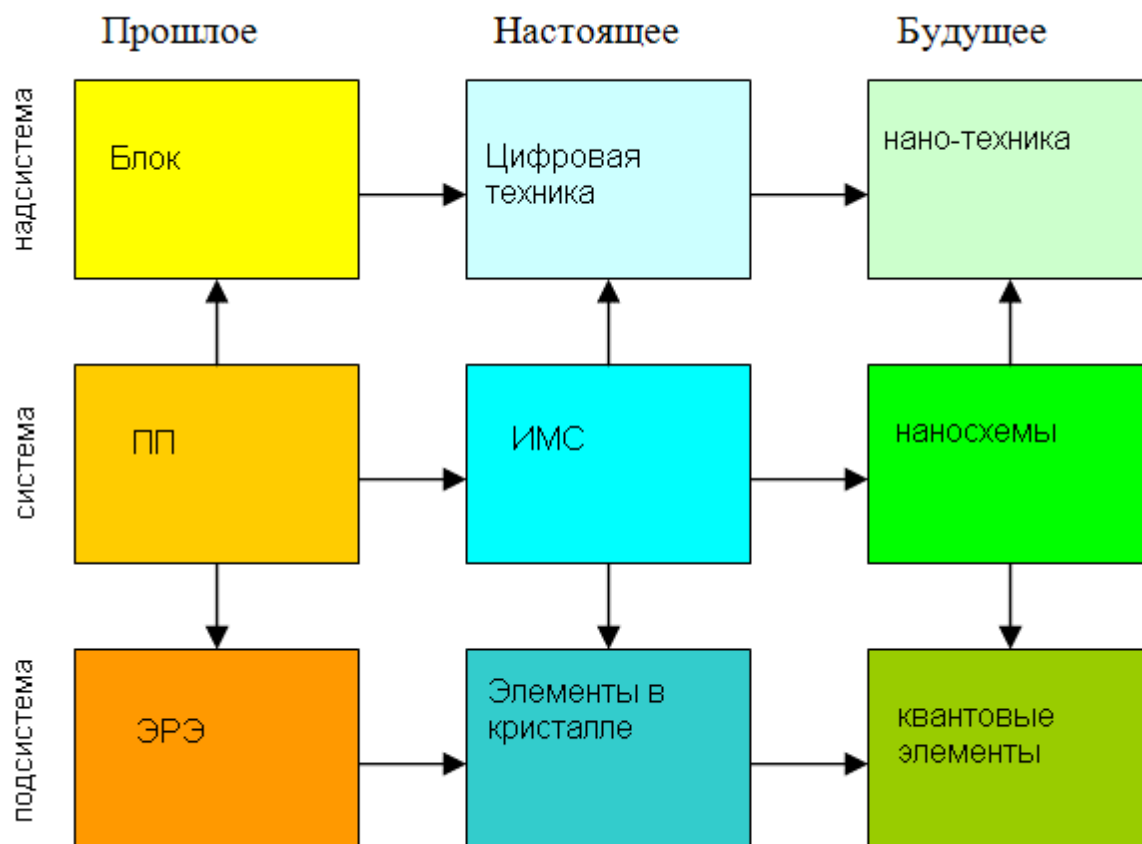 Прошлое
Настоящее
Будущее
надсистема
Блок
Цифровая
техника
нано-техника
система
ПП
ИМС
наносхемы
подсистема
ЭРЭ
Элементы в
кристалле
квантовые
элементы